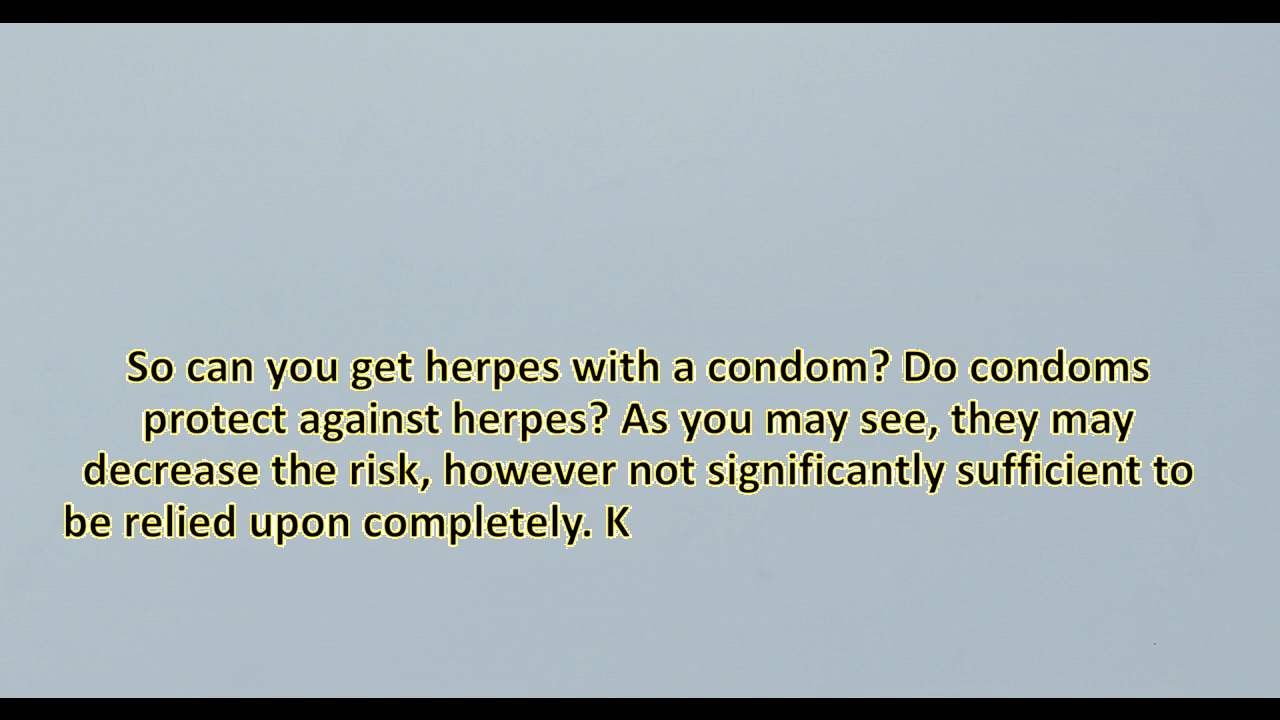 So can you get herpes with a condom? Do condoms
protect against herpes? As you may see, they may
decrease the risk, however not significantly sufficient to
be relied upon completely. K